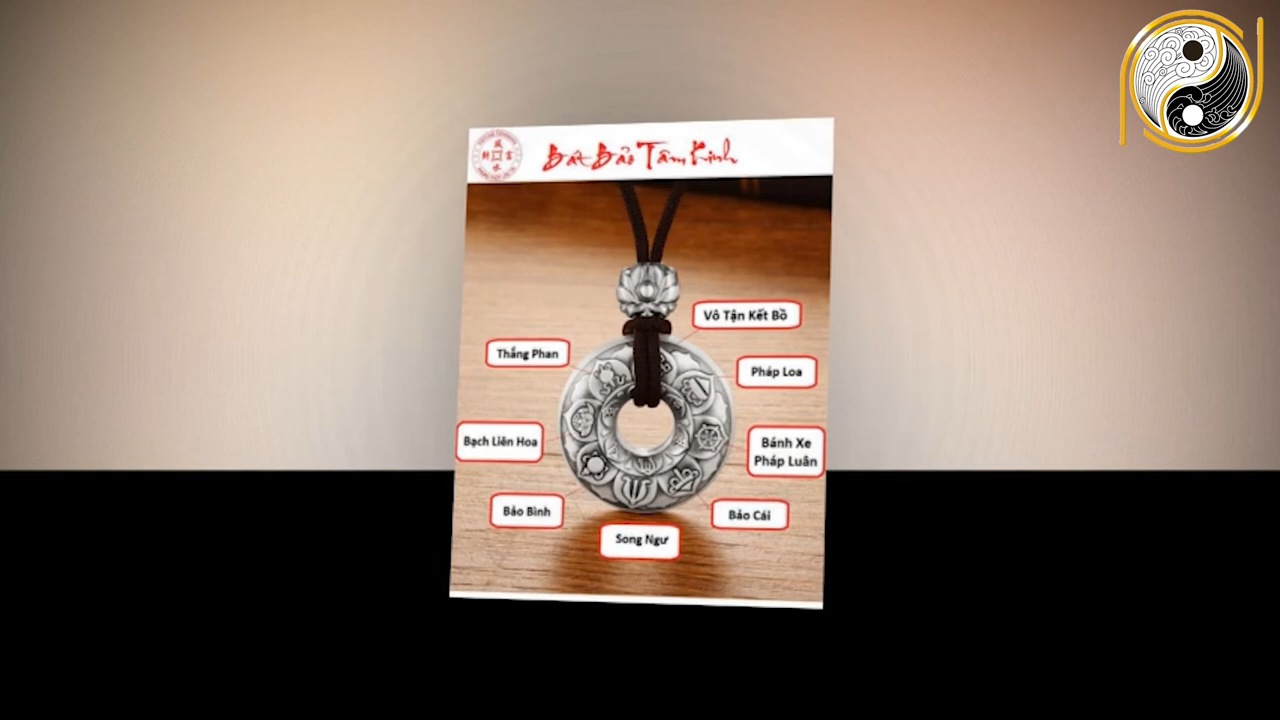 Bát Bảo Tâm Kinh
Vô Tận Kết Bồ
Thắng Phan
Pháp Loa
Bạch Liên Hoa
Bánh Xe
Pháp Luân
Bảo Bình
Bảo Cái
Song Ngư